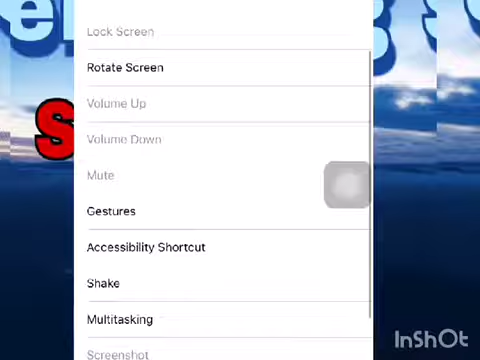 Lock Screen
Rotate Screen
Volume Up
Volume Down
Mute
Gestures
Accessibility Shortcut
Shake
Multitasking
Screenshot
InShOt